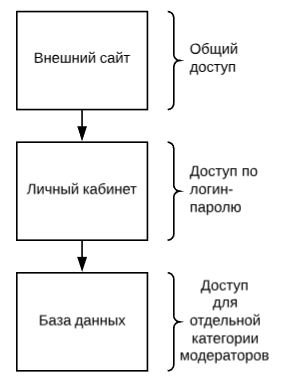 Внешний сайт
Общий
доступ
Личный кабинет
Доступ по
логин-
паролю
База данных
Доступ
для
отдельной
категории
модераторов